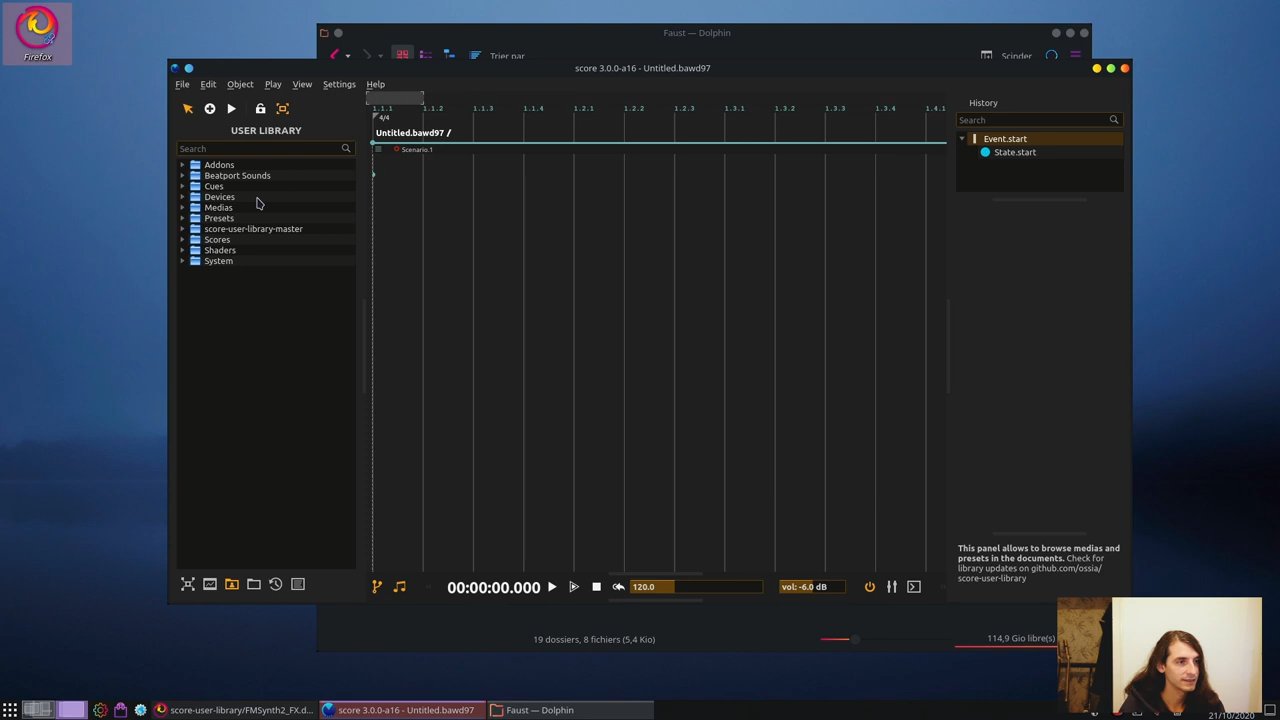 Firefox
Faust — Dolphin
Trier par
Scinder
score 3.0.0-a16 - Untitled.bawd97
File Edit Object Play View Settings Help
USER LIBRARY
Search
Addons
Beatport Sounds
Cues
Devices
Medias
Presets
score-user-library-master
Scores
Shaders
System
1.1.1 1.1.2 1.1.3 1.1.4 1.2.1 1.2.2 1.2.3 1.3.1 1.3.2 1.3.3 1.3.4 1.4.1
4/4
Untitled.bawd97 /
Scenario.1
History
Search
Event.start
State.start
This panel allows to browse medias and
presets in the documents. Check for
library updates on github.com/ossia/
score-user-library
00:00:00.000
120.0
vol: -6.0 dB
19 dossiers, 8 fichiers (5,4 Kio)
114,9 Gio libre(s)
score-user-library/FMSynth2_FX.d...
score 3.0.0-a16 - Untitled.bawd97
Faust — Dolphin
21/10/2020